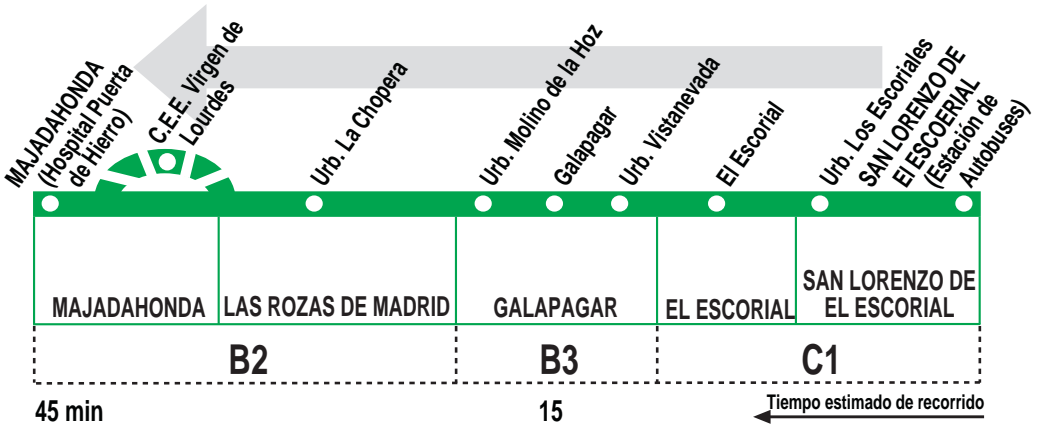 MAJADAHONDA
(Hospital Puerta
de Hierro)
C.E.E. Virgen de
Lourdes
Urb. La Chopera
Urb. Molino de la Hoz
Galapagar
Urb. Vistanevada
El Escorial
Urb. Los Escoriales
SAN LORENZO DE
El ESCOERIAL
(Estación de
Autobuses)
MAJADAHONDA
LAS ROZAS DE MADRID
GALAPAGAR
EL ESCORIAL
SAN LORENZO DE
EL ESCORIAL
B2
B3
C1
45 min
15
Tiempo estimado de recorrido